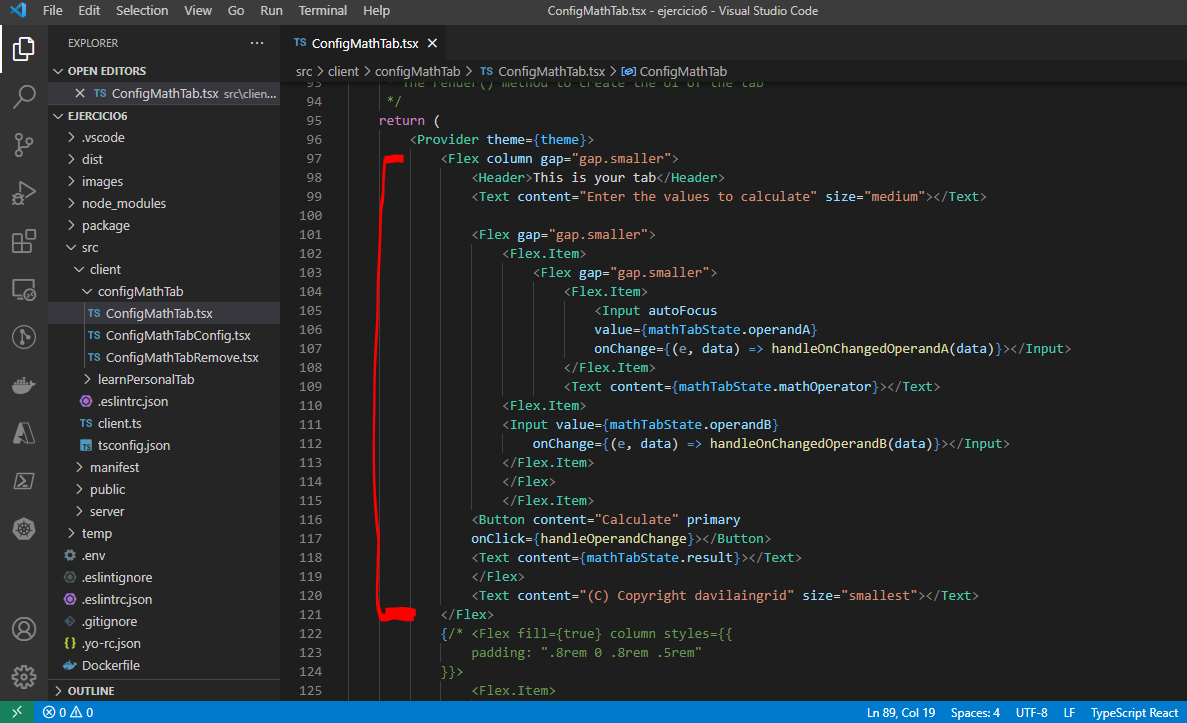 File Edit Selection View Go Run Terminal Help ConfigMathTab.tsx - ejercicio6 - Visual Studio Code
EXPLORER ···
OPEN EDITORS
TS ConfigMathTab.tsx src\clien...
EJERCICIO6
.vscode
dist
images
node_modules
package
src
client
configMathTab
TS ConfigMathTab.tsx
TS ConfigMathTabConfig.tsx
TS ConfigMathTabRemove.tsx
learnPersonalTab
.eslintrc.json
TS client.ts
tsconfig.json
manifest
public
server
temp
.env
.eslintignore
.eslintrc.json
.gitignore
{} .yo-rc.json
Dockerfile
OUTLINE
TS ConfigMathTab.tsx
src > client > configMathTab > TS ConfigMathTab.tsx > ConfigMathTab
93 The render() method to create the UI of the tab
94 */
95 return (
96 <Provider theme={theme}>
97 <Flex column gap="gap.smaller">
98 <Header>This is your tab</Header>
99 <Text content="Enter the values to calculate" size="medium"></Text>
100
101 <Flex gap="gap.smaller">
102 <Flex.Item>
103 <Flex gap="gap.smaller">
104 <Flex.Item>
105 <Input autoFocus
106 value={mathTabState.operandA}
107 onChange={(e, data) => handleOnChangedOperandA(data)}></Input>
108 </Flex.Item>
109 <Text content={mathTabState.mathOperator}></Text>
110 <Flex.Item>
111 <Input value={mathTabState.operandB}
112 onChange={(e, data) => handleOnChangedOperandB(data)}></Input>
113 </Flex.Item>
114 </Flex>
115 </Flex.Item>
116 <Button content="Calculate" primary
117 onClick={handleOperandChange}></Button>
118 <Text content={mathTabState.result}></Text>
119 </Flex>
120 <Text content="(C) Copyright davilaingrid" size="smallest"></Text>
121 </Flex>
122 {/* <Flex fill={true} column styles={{
123 padding: ".8rem 0 .8rem .5rem"
124 }}>
125 <Flex.Item>
0 0 Ln 89, Col 19 Spaces: 4 UTF-8 LF TypeScript React